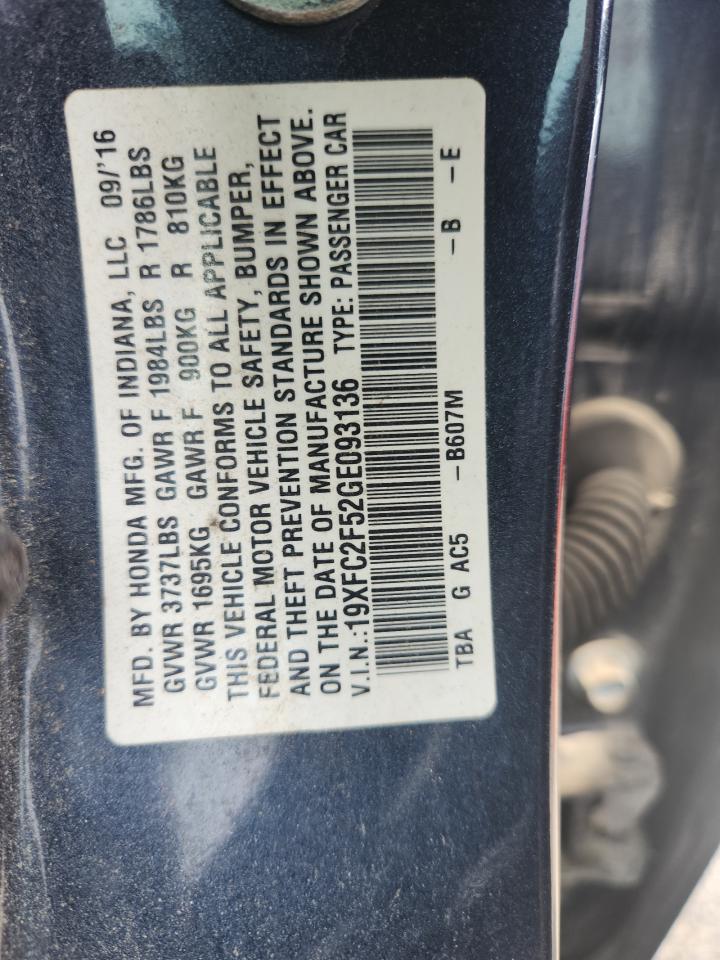 MFD. BY HONDA MFG. OF INDIANA, LLC 09/'16
GVWR 3737LBS GAWR F 1984LBS R 1786LBS
GVWR 1695KG GAWR F 900KG R 810KG
THIS VEHICLE CONFORMS TO ALL APPLICABLE
FEDERAL MOTOR VEHICLE SAFETY, BUMPER,
AND THEFT PREVENTION STANDARDS IN EFFECT
ON THE DATE OF MANUFACTURE SHOWN ABOVE.
V.I.N.:19XFC2F52GE093136 TYPE: PASSENGER CAR
TBA G AC5 –B607M –B –E